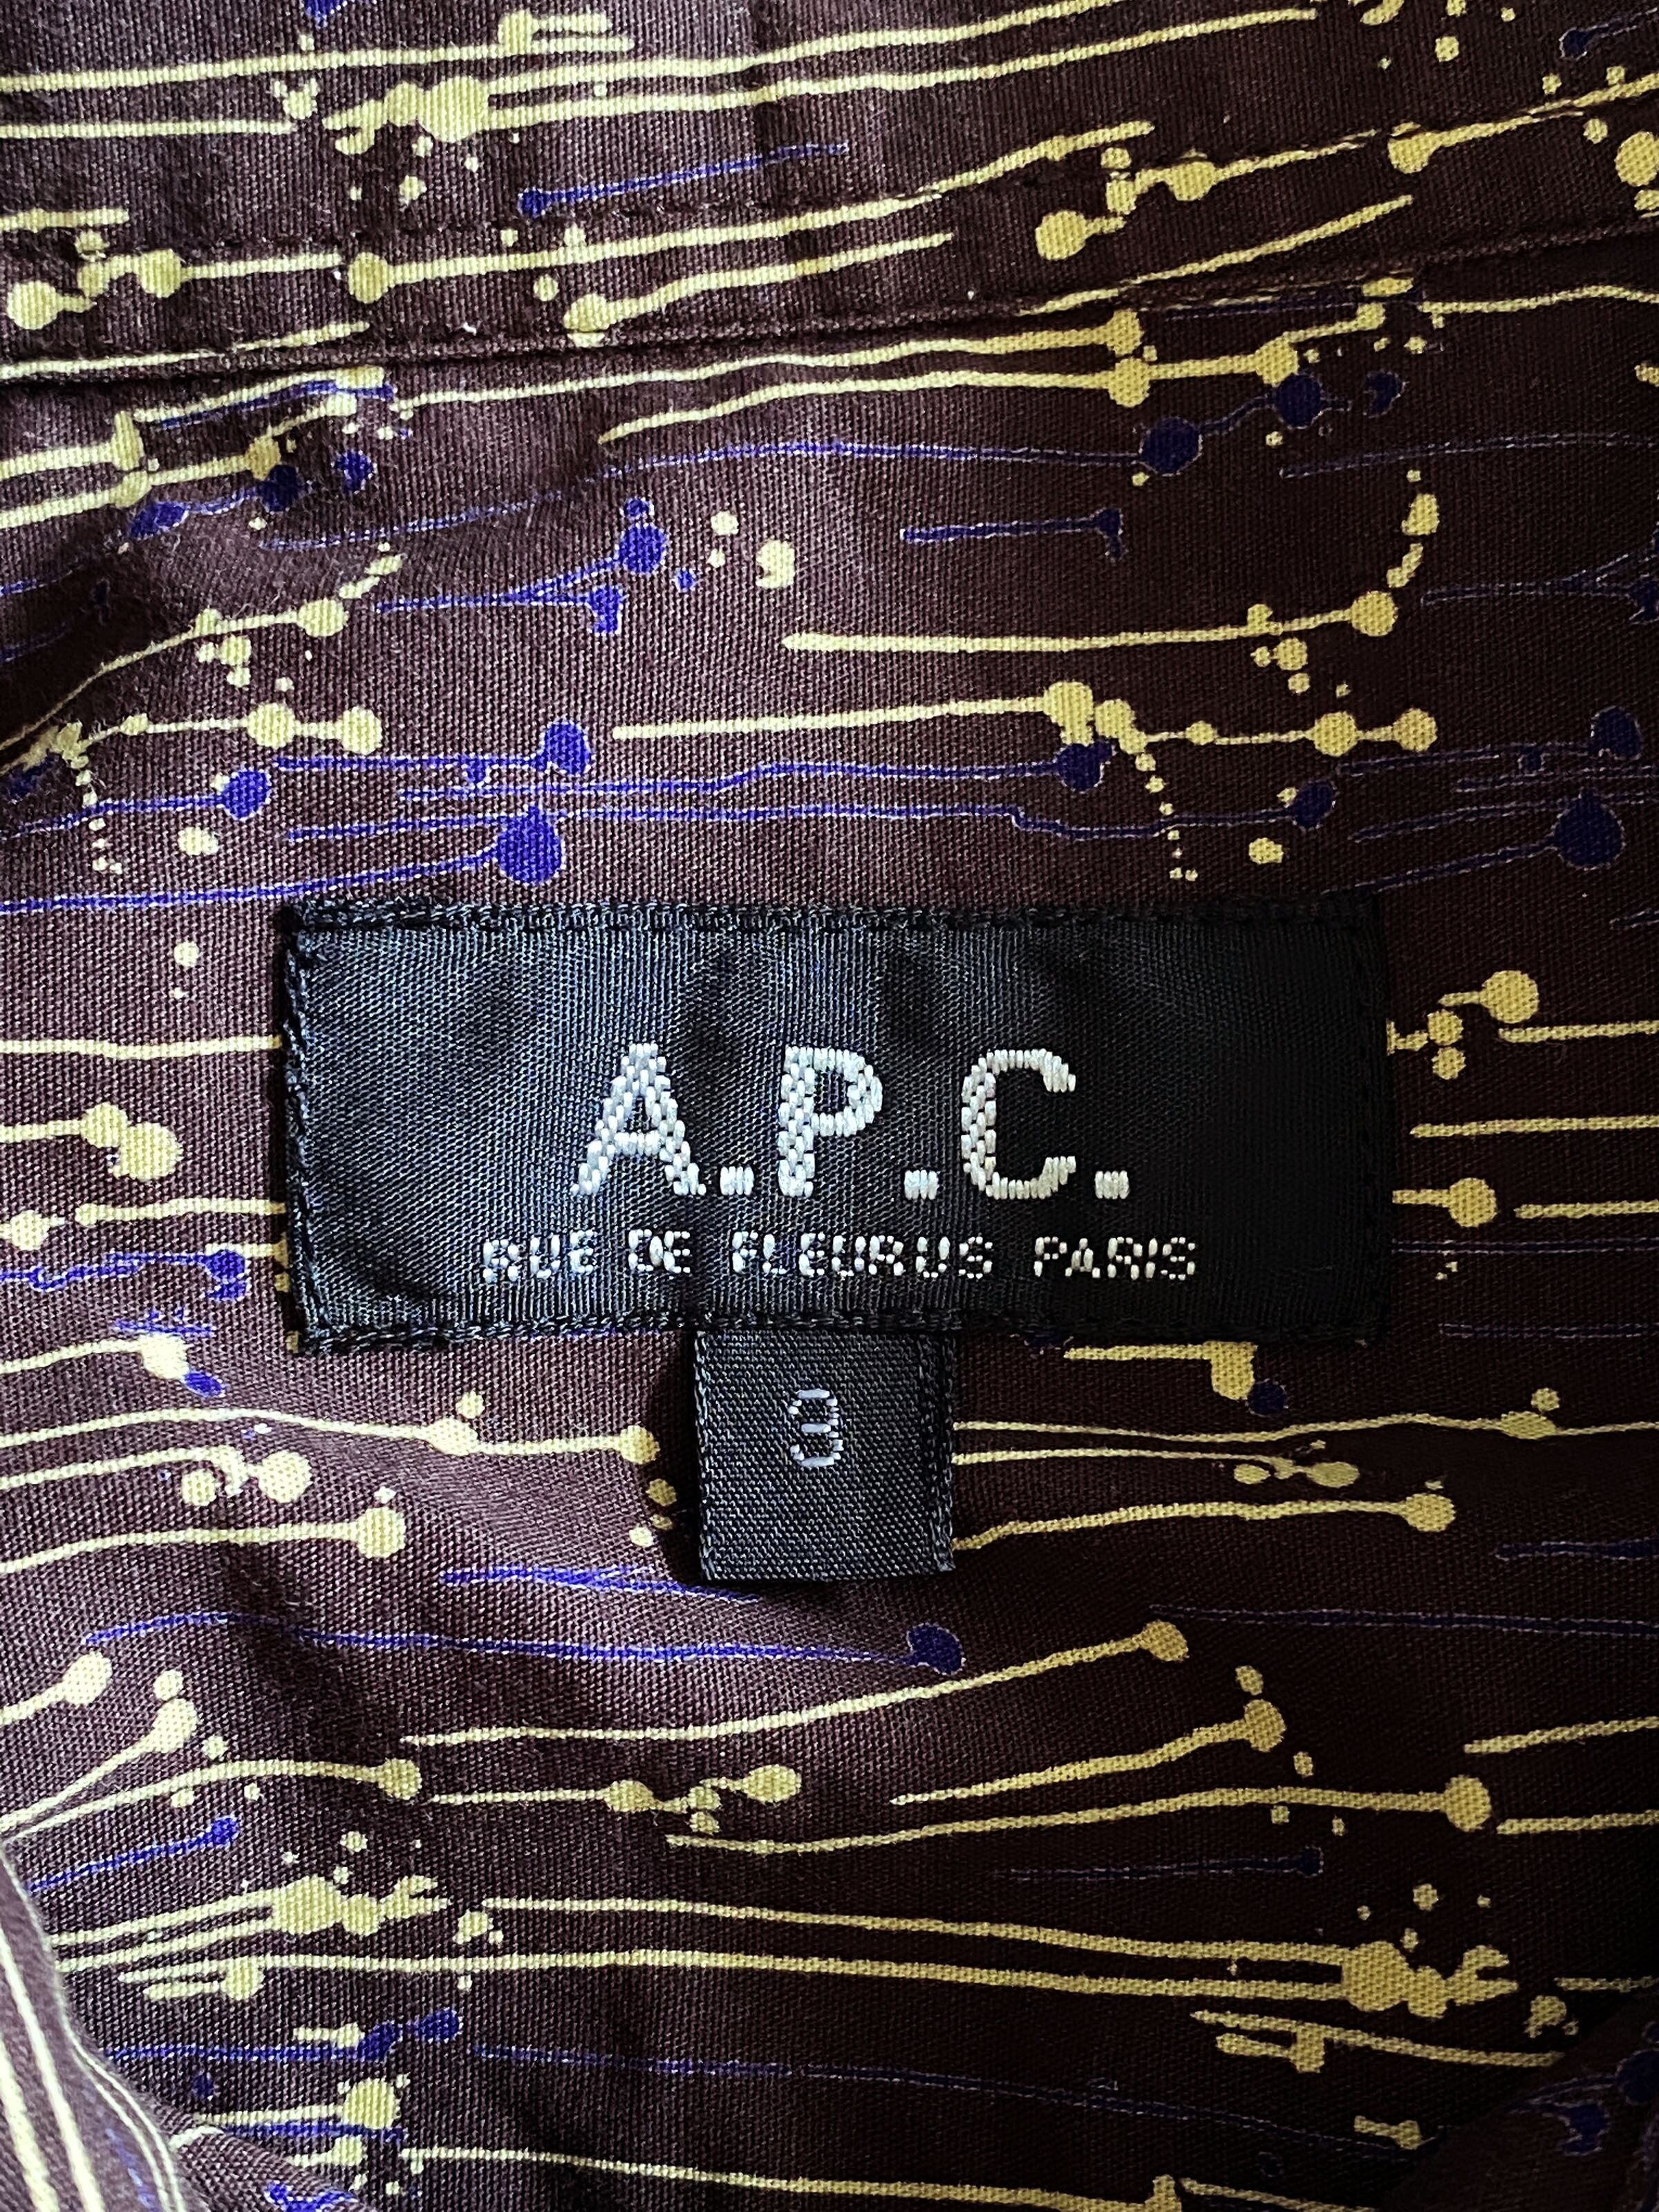 A.P.C.
RUE DE FLEURUS PARIS
3